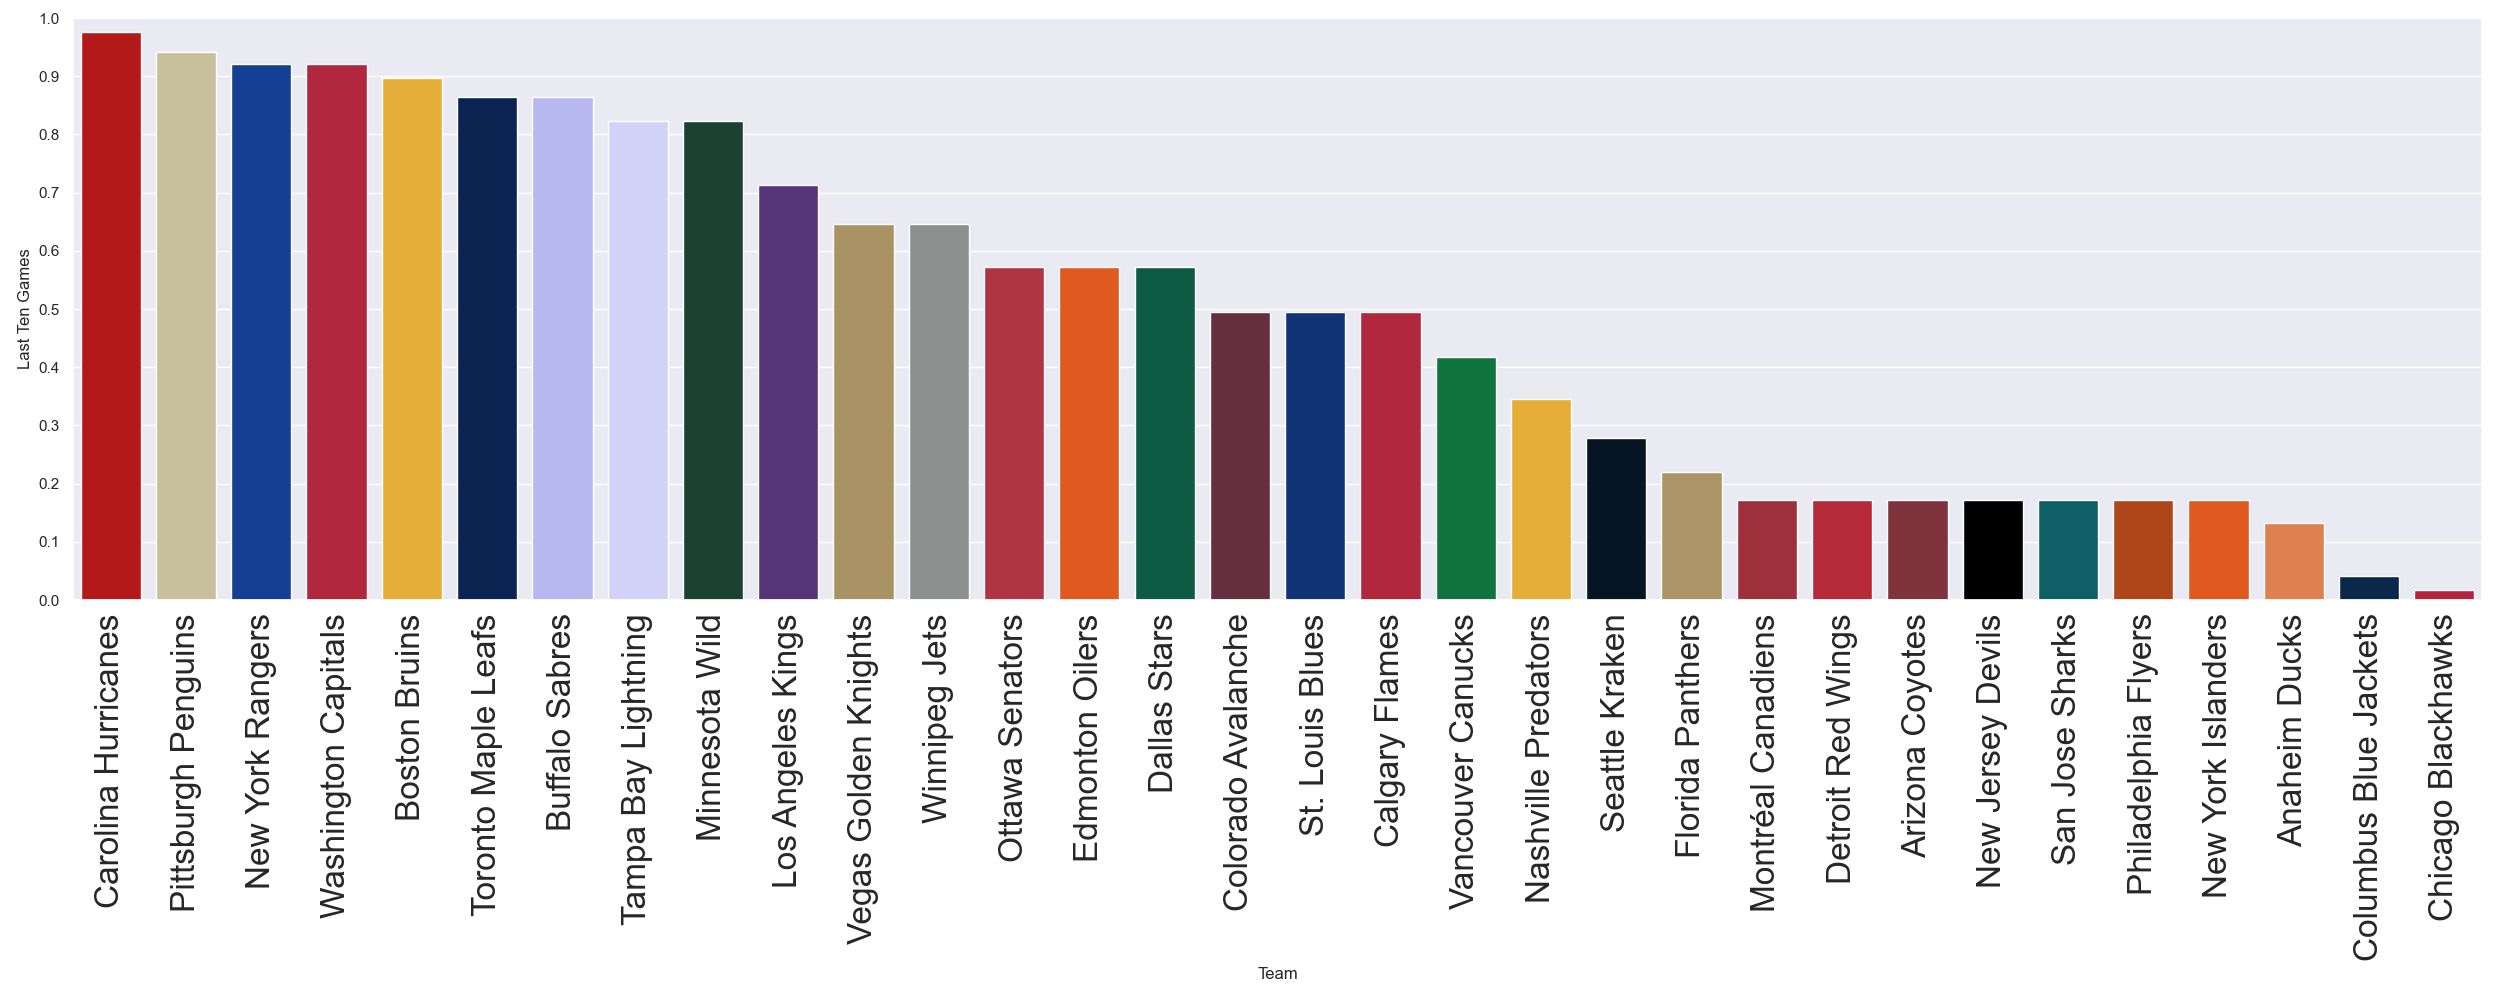 1.0
0.9
0.8
0.7
0.6
0.5
0.4
0.3
0.2
0.1
0.0
Last Ten Games
Carolina Hurricanes
Pittsburgh Penguins
New York Rangers
Washington Capitals
Boston Bruins
Toronto Maple Leafs
Buffalo Sabres
Tampa Bay Lightning
Minnesota Wild
Los Angeles Kings
Vegas Golden Knights
Winnipeg Jets
Ottawa Senators
Edmonton Oilers
Dallas Stars
Colorado Avalanche
St. Louis Blues
Calgary Flames
Vancouver Canucks
Nashville Predators
Seattle Kraken
Florida Panthers
Montréal Canadiens
Detroit Red Wings
Arizona Coyotes
New Jersey Devils
San Jose Sharks
Philadelphia Flyers
New York Islanders
Anaheim Ducks
Columbus Blue Jackets
Chicago Blackhawks
Team